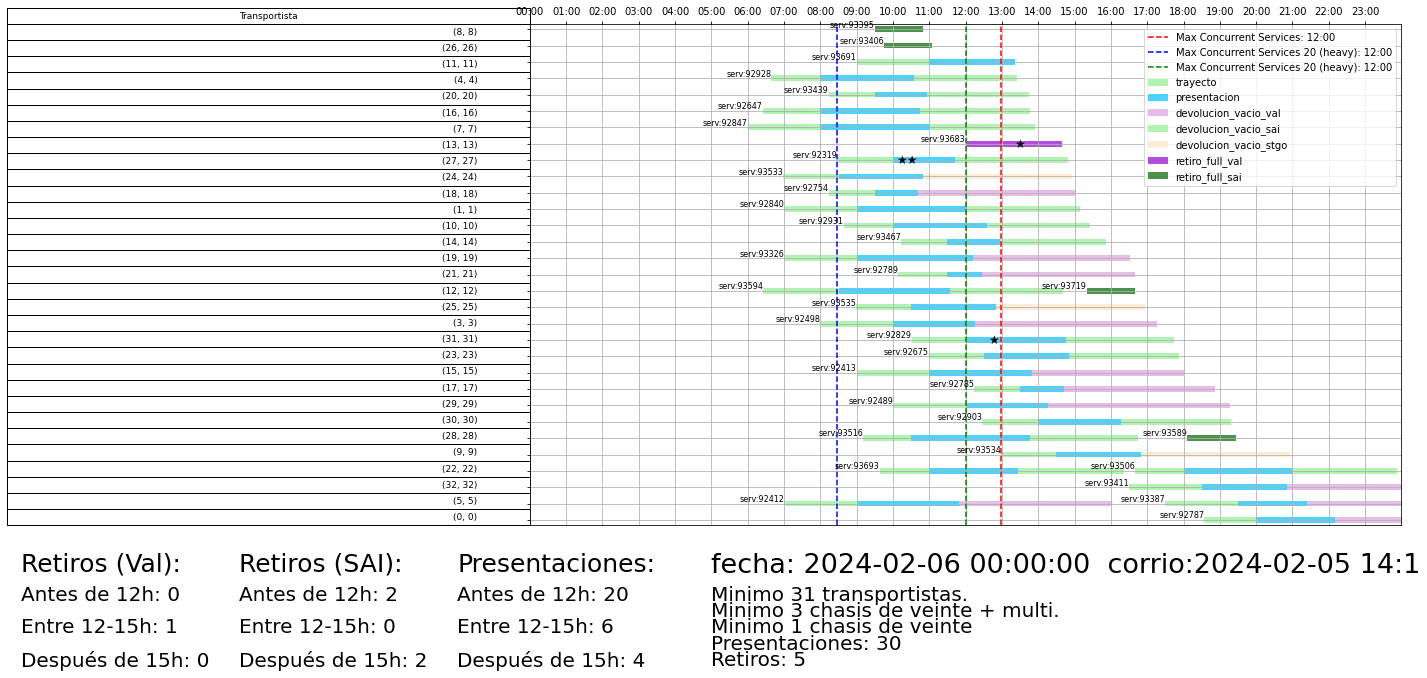 Transportista
00:00 01:00 02:00 03:00 04:00 05:00 06:00 07:00 08:00 09:00 10:00 11:00 12:00 13:00 14:00 15:00 16:00 17:00 18:00 19:00 20:00 21:00 22:00 23:00
(8, 8) serv:93395
(26, 26) serv:93406
(11, 11) serv:93691
(4, 4) serv:92928
(20, 20) serv:93439
(16, 16) serv:92647
(7, 7) serv:92847
(13, 13) serv:93683
(27, 27) serv:92319
(24, 24) serv:93533
(18, 18) serv:92754
(1, 1) serv:92840
(10, 10) serv:92931
(14, 14) serv:93467
(19, 19) serv:93326
(21, 21) serv:92789
(12, 12) serv:93594 serv:93719
(25, 25) serv:93535
(3, 3) serv:92498
(31, 31) serv:92829
(23, 23) serv:92675
(15, 15) serv:92413
(17, 17) serv:92785
(29, 29) serv:92489
(30, 30) serv:92903
(28, 28) serv:93516 serv:93589
(9, 9) serv:93534
(22, 22) serv:93693 serv:93506
(32, 32) serv:93411
(5, 5) serv:92412 serv:93387
(0, 0) serv:92787
Max Concurrent Services: 12:00
Max Concurrent Services 20 (heavy): 12:00
Max Concurrent Services 20 (heavy): 12:00
trayecto
presentacion
devolucion_vacio_val
devolucion_vacio_sai
devolucion_vacio_stgo
retiro_full_val
retiro_full_sai
Retiros (Val):
Antes de 12h: 0
Entre 12-15h: 1
Después de 15h: 0
Retiros (SAI):
Antes de 12h: 2
Entre 12-15h: 0
Después de 15h: 2
Presentaciones:
Antes de 12h: 20
Entre 12-15h: 6
Después de 15h: 4
fecha: 2024-02-06 00:00:00 corrio:2024-02-05 14:1
Minimo 31 transportistas.
Minimo 3 chasis de veinte + multi.
Minimo 1 chasis de veinte
Presentaciones: 30
Retiros: 5